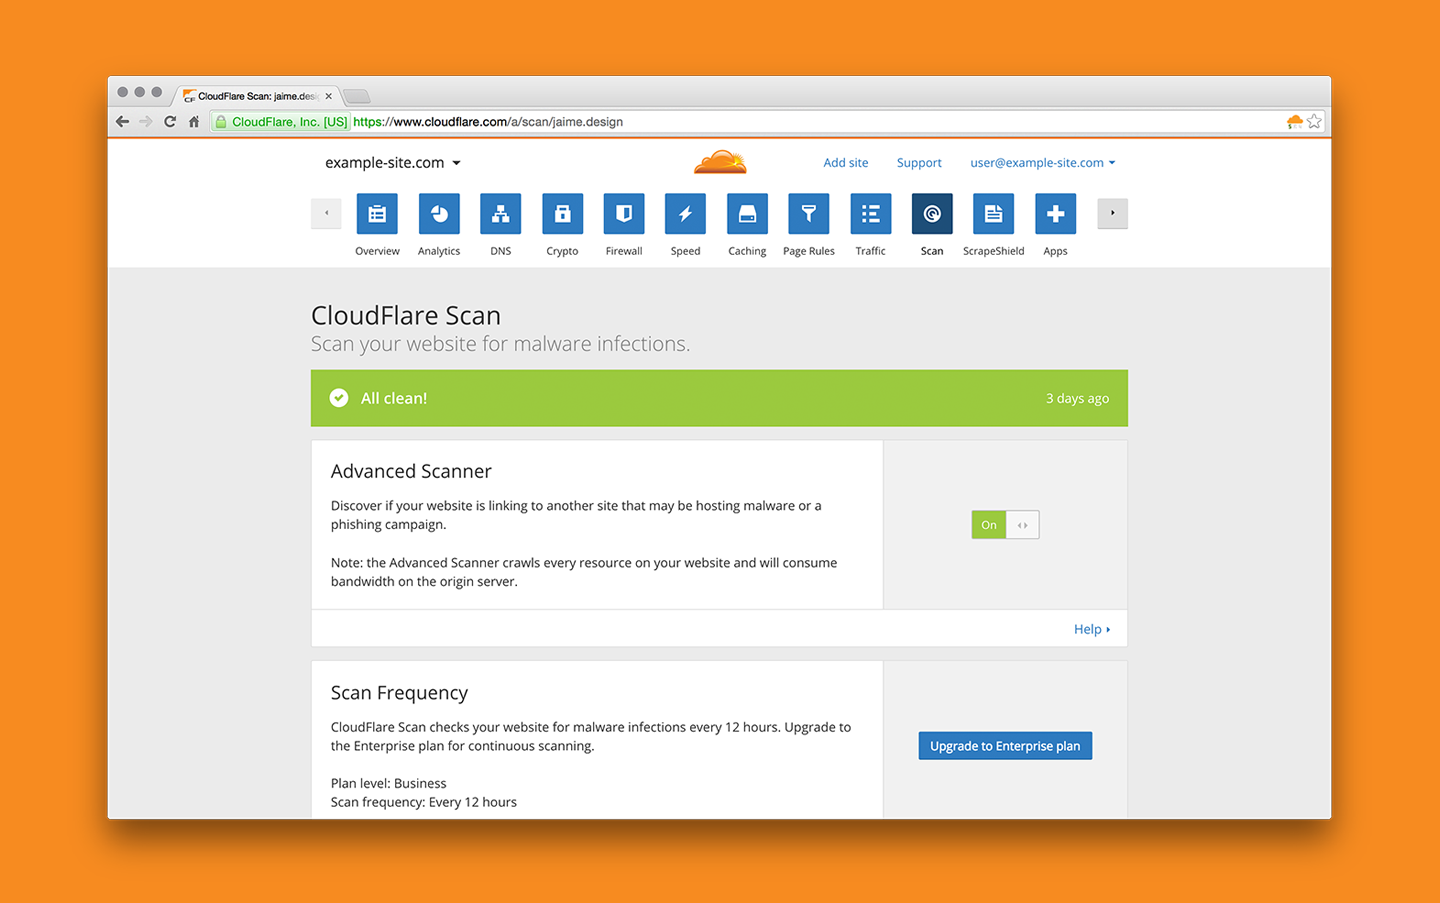 CloudFlare Scan: jaime.desi
CloudFlare, Inc. [US] https://www.cloudflare.com/a/scan/jaime.design
example-site.com
Add site
Support
user@example-site.com
Overview
Analytics
DNS
Crypto
Firewall
Speed
Caching
Page Rules
Traffic
Scan
ScrapeShield
Apps
CloudFlare Scan
Scan your website for malware infections.
All clean!
3 days ago
Advanced Scanner
Discover if your website is linking to another site that may be hosting malware or a
phishing campaign.
Note: the Advanced Scanner crawls every resource on your website and will consume
bandwidth on the origin server.
On
Help
Scan Frequency
CloudFlare Scan checks your website for malware infections every 12 hours. Upgrade to
the Enterprise plan for continuous scanning.
Plan level: Business
Scan frequency: Every 12 hours
Upgrade to Enterprise plan